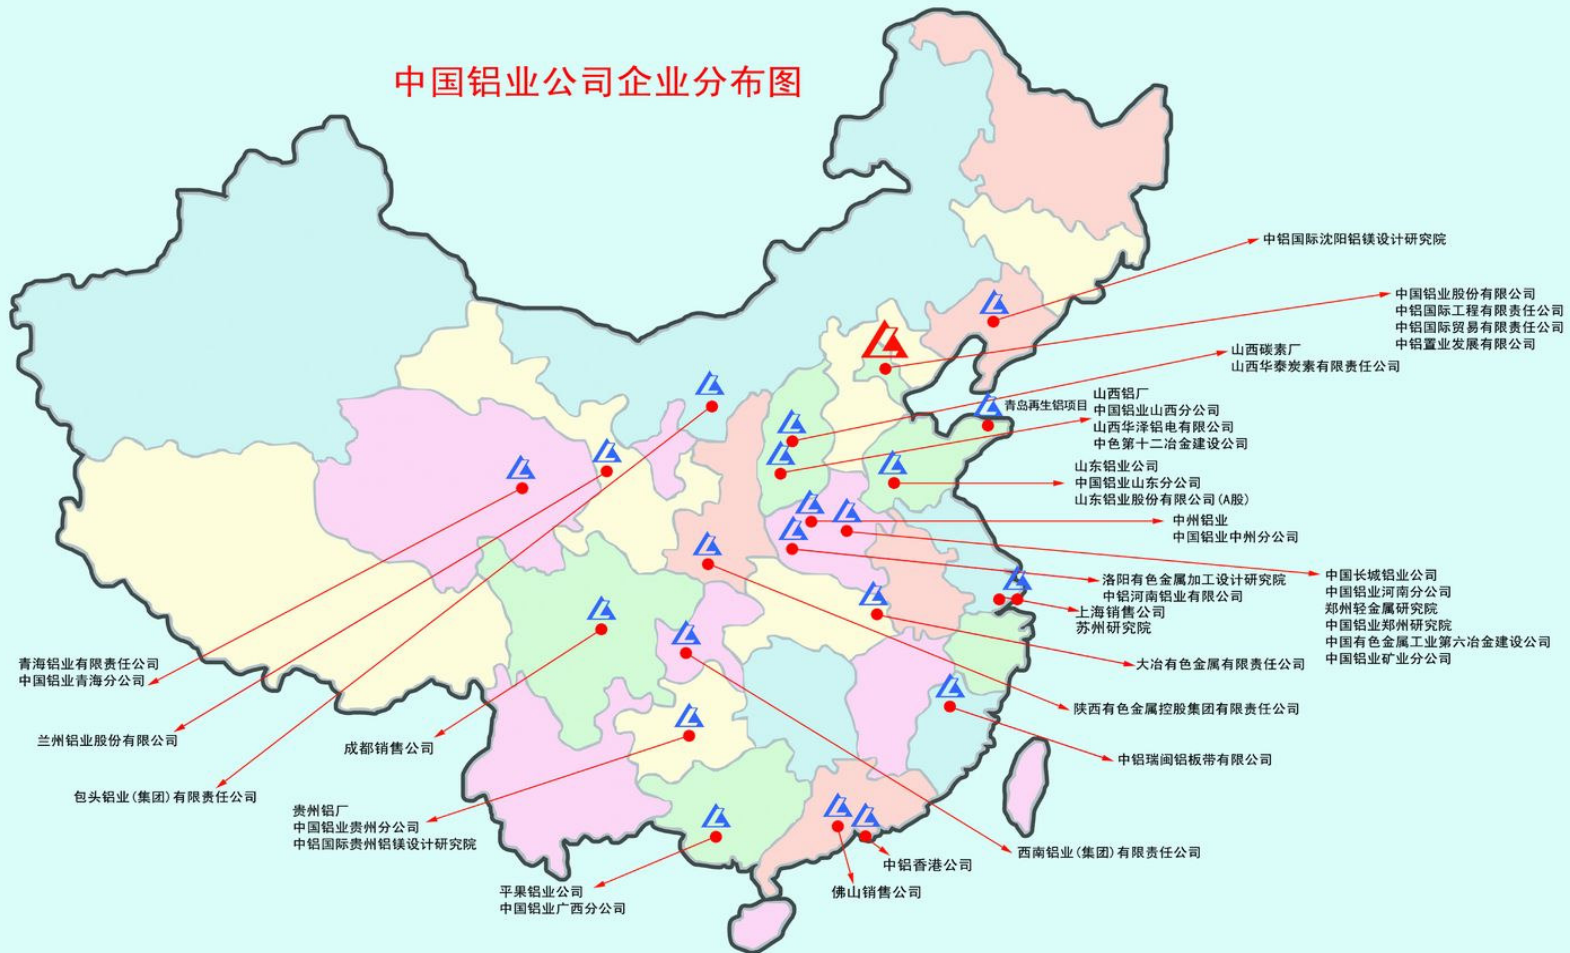 中国铝业公司企业分布图
中铝国际沈阳铝镁设计研究院
中国铝业股份有限公司
中铝国际工程有限责任公司
中铝国际贸易有限责任公司
中铝置业发展有限公司
山西碳素厂
山西华泰炭素有限责任公司
青岛再生铝项目
山西铝厂
中国铝业山西分公司
山西华泽铝电有限公司
中色第十二冶金建设公司
山东铝业公司
中国铝业山东分公司
山东铝业股份有限公司(A股)
中州铝业
中国铝业中州分公司
洛阳有色金属加工设计研究院
中铝河南铝业有限公司
上海销售公司
苏州研究院
中国长城铝业公司
中国铝业河南分公司
郑州轻金属研究院
中国铝业郑州研究院
中国有色金属工业第六冶金建设公司
中国铝业矿业分公司
大冶有色金属有限责任公司
陕西有色金属控股集团有限责任公司
中铝瑞闽铝板带有限公司
青海铝业有限责任公司
中国铝业青海分公司
兰州铝业股份有限公司
成都销售公司
包头铝业(集团)有限责任公司
贵州铝厂
中国铝业贵州分公司
中铝国际贵州铝镁设计研究院
西南铝业(集团)有限责任公司
中铝香港公司
佛山销售公司
平果铝业公司
中国铝业广西分公司